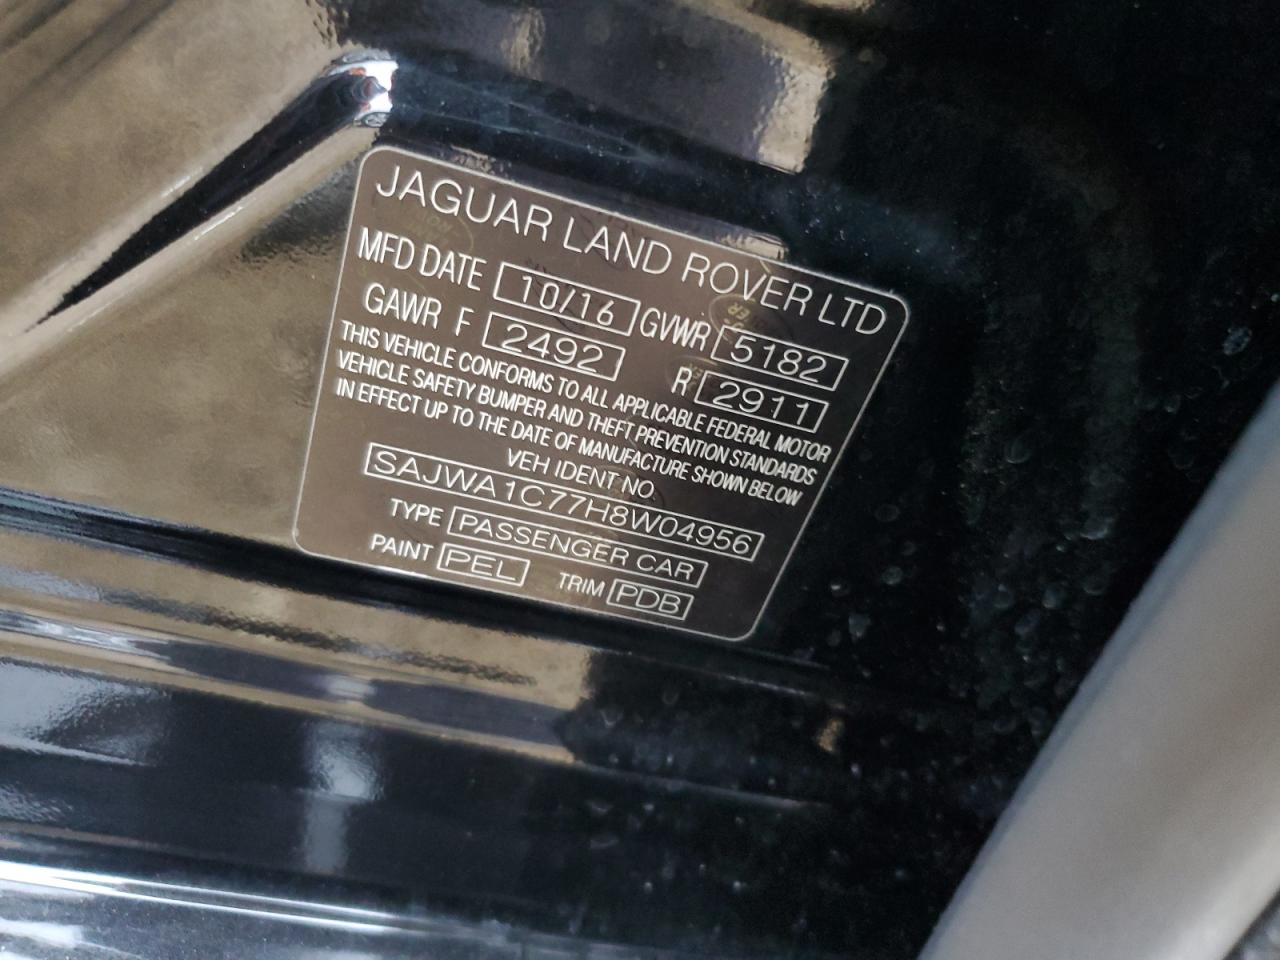 JAGUAR LAND ROVER LTD
MFD DATE 10/16 GVWR 5182
GAWR F 2492 R 2911
THIS VEHICLE CONFORMS TO ALL APPLICABLE FEDERAL MOTOR
VEHICLE SAFETY BUMPER AND THEFT PREVENTION STANDARDS
IN EFFECT UP TO THE DATE OF MANUFACTURE SHOWN BELOW
VEH IDENT NO.
SAJWA1C77H8W04956
TYPE PASSENGER CAR
PAINT PEL TRIM PDB